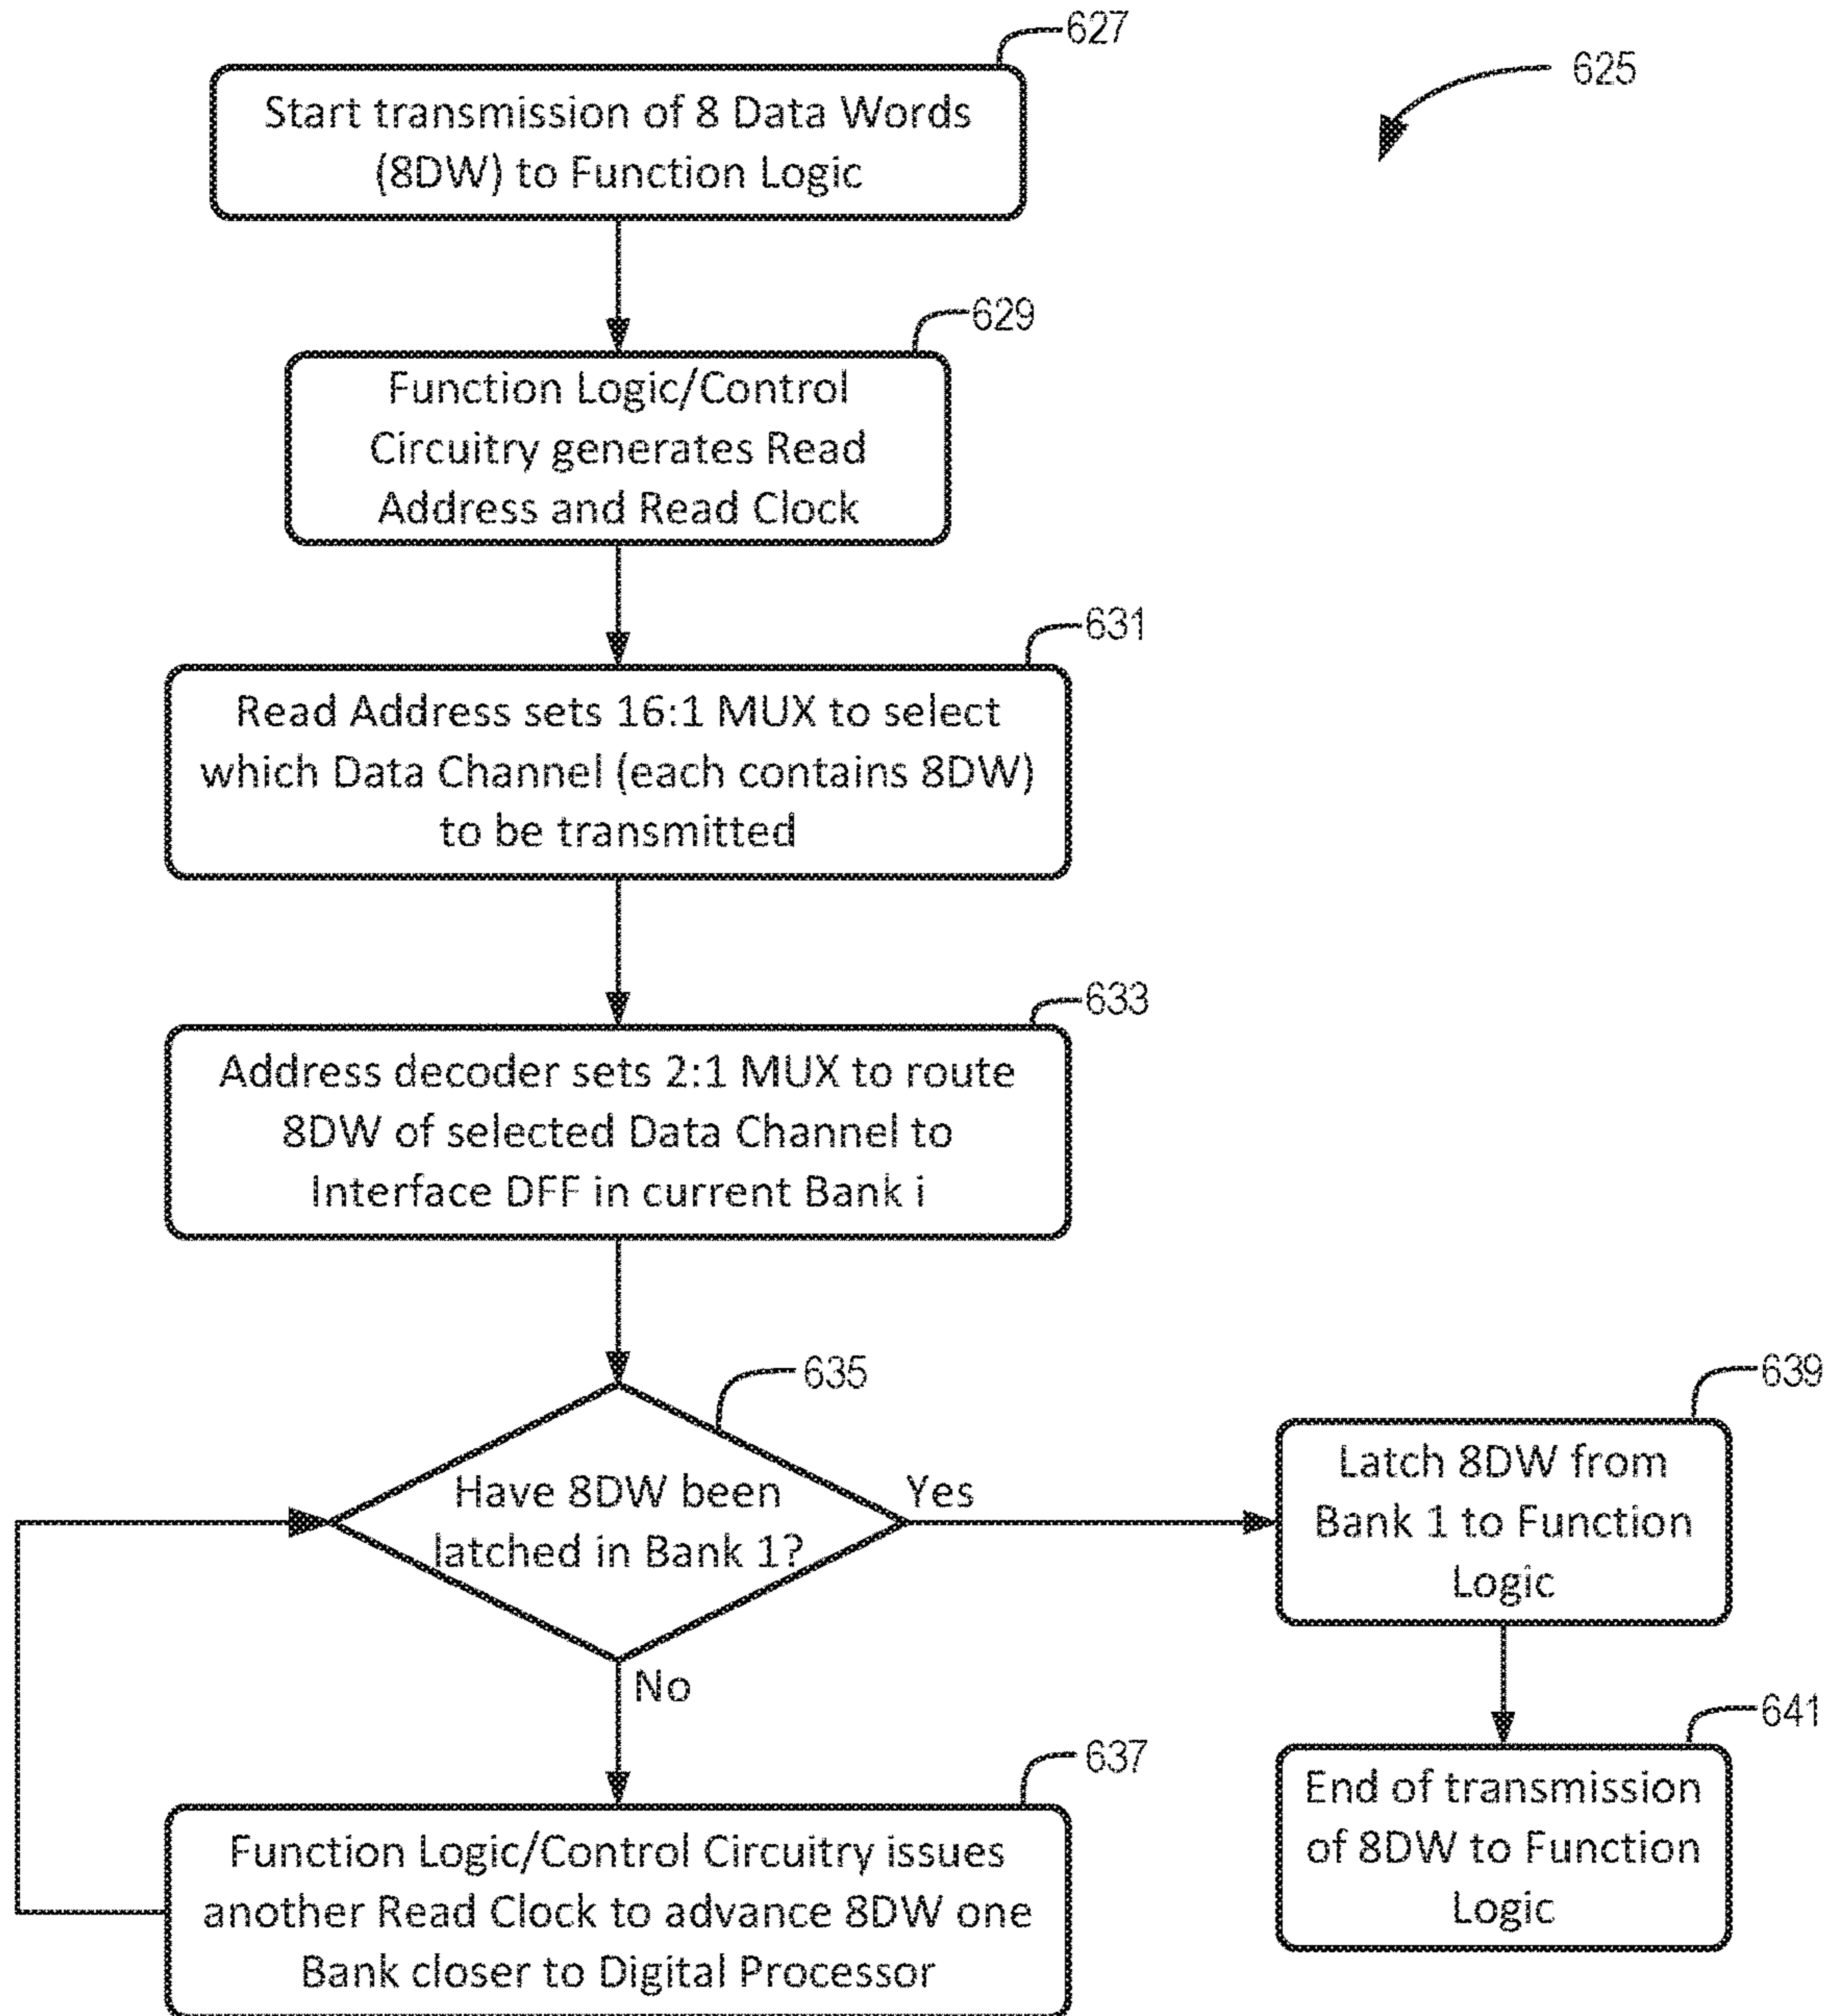 627
625
Start transmission of 8 Data Words
(8DW) to Function Logic
629
Function Logic/Control
Circuitry generates Read
Address and Read Clock
631
Read Address sets 16:1 MUX to select
which Data Channel (each contains 8DW)
to be transmitted
633
Address decoder sets 2:1 MUX to route
8DW of selected Data Channel to
Interface DFF in current Bank i
635
Have 8DW been
latched in Bank 1?
Yes
No
639
Latch 8DW from
Bank 1 to Function
Logic
637
Function Logic/Control Circuitry issues
another Read Clock to advance 8DW one
Bank closer to Digital Processor
641
End of transmission
of 8DW to Function
Logic